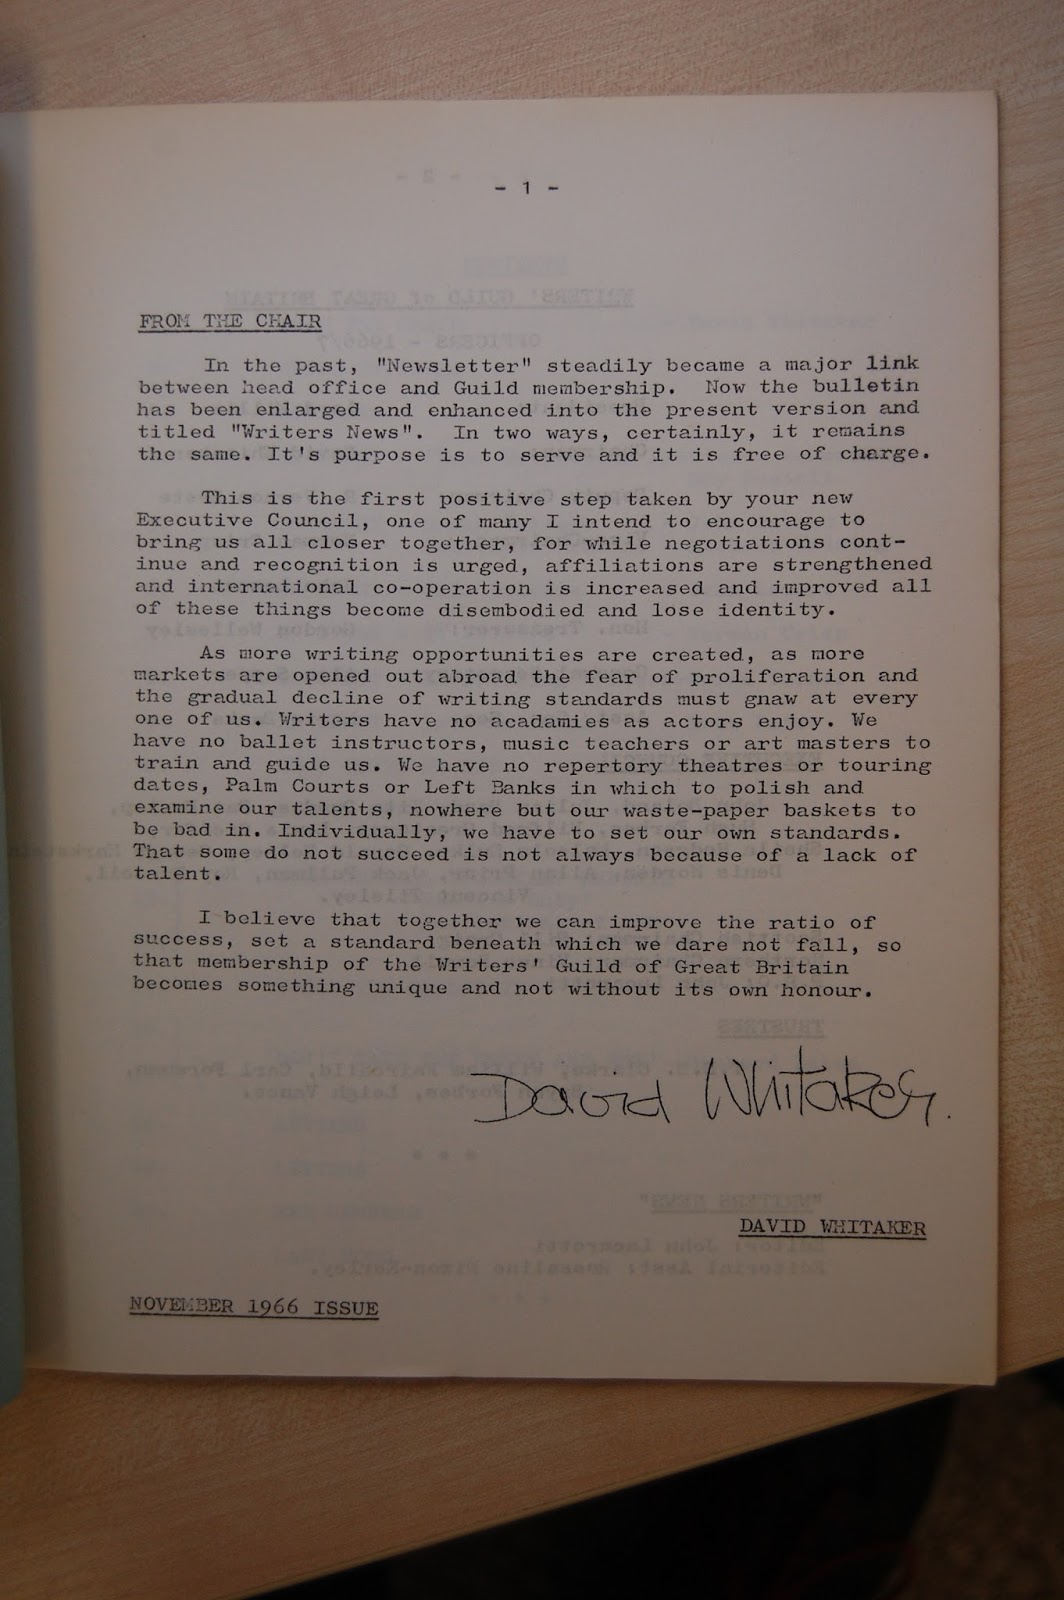 - 1 -
FROM THE CHAIR
In the past, "Newsletter" steadily became a major link
between head office and Guild membership. Now the bulletin
has been enlarged and enhanced into the present version and
titled "Writers News". In two ways, certainly, it remains
the same. It's purpose is to serve and it is free of charge.
This is the first positive step taken by your new
Executive Council, one of many I intend to encourage to
bring us all closer together, for while negotiations cont-
inue and recognition is urged, affiliations are strengthened
and international co-operation is increased and improved all
of these things become disembodied and lose identity.
As more writing opportunities are created, as more
markets are opened out abroad the fear of proliferation and
the gradual decline of writing standards must gnaw at every
one of us. Writers have no acadamies as actors enjoy. We
have no ballet instructors, music teachers or art masters to
train and guide us. We have no repertory theatres or touring
dates, Palm Courts or Left Banks in which to polish and
examine our talents, nowhere but our waste-paper baskets to
be bad in. Individually, we have to set our own standards.
That some do not succeed is not always because of a lack of
talent.
I believe that together we can improve the ratio of
success, set a standard beneath which we dare not fall, so
that membership of the Writers' Guild of Great Britain
becomes something unique and not without its own honour.
David Whitaker.
DAVID WHITAKER
NOVEMBER 1966 ISSUE